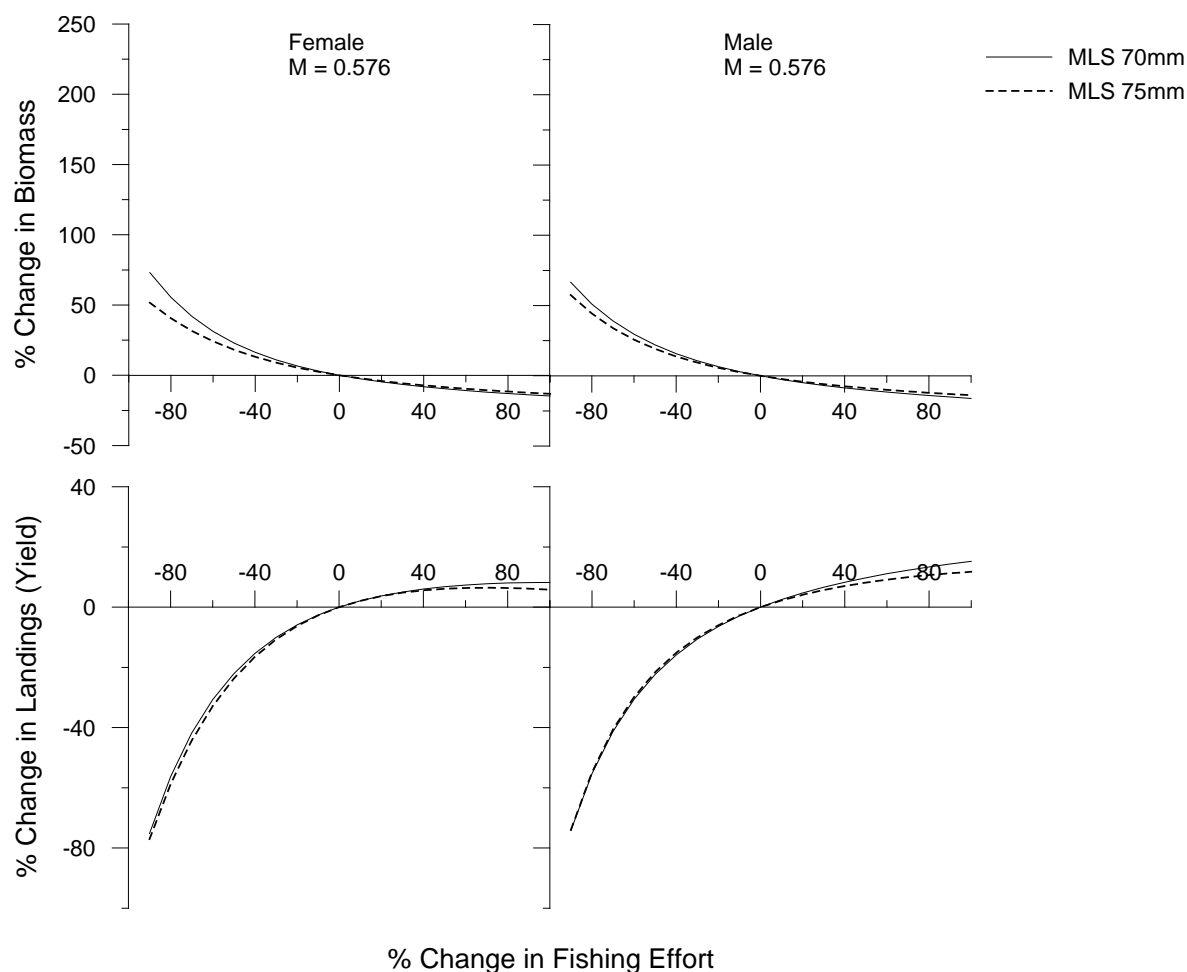 Female
M = 0.576
Male
M = 0.576
MLS 70mm
MLS 75mm
% Change in Biomass
250
200
150
100
50
0
-50
-80 -40 0 40 80
-80 -40 0 40 80
% Change in Landings (Yield)
40
0
-40
-80
-80 -40 0 40
-80 -40 0 40 80
% Change in Fishing Effort